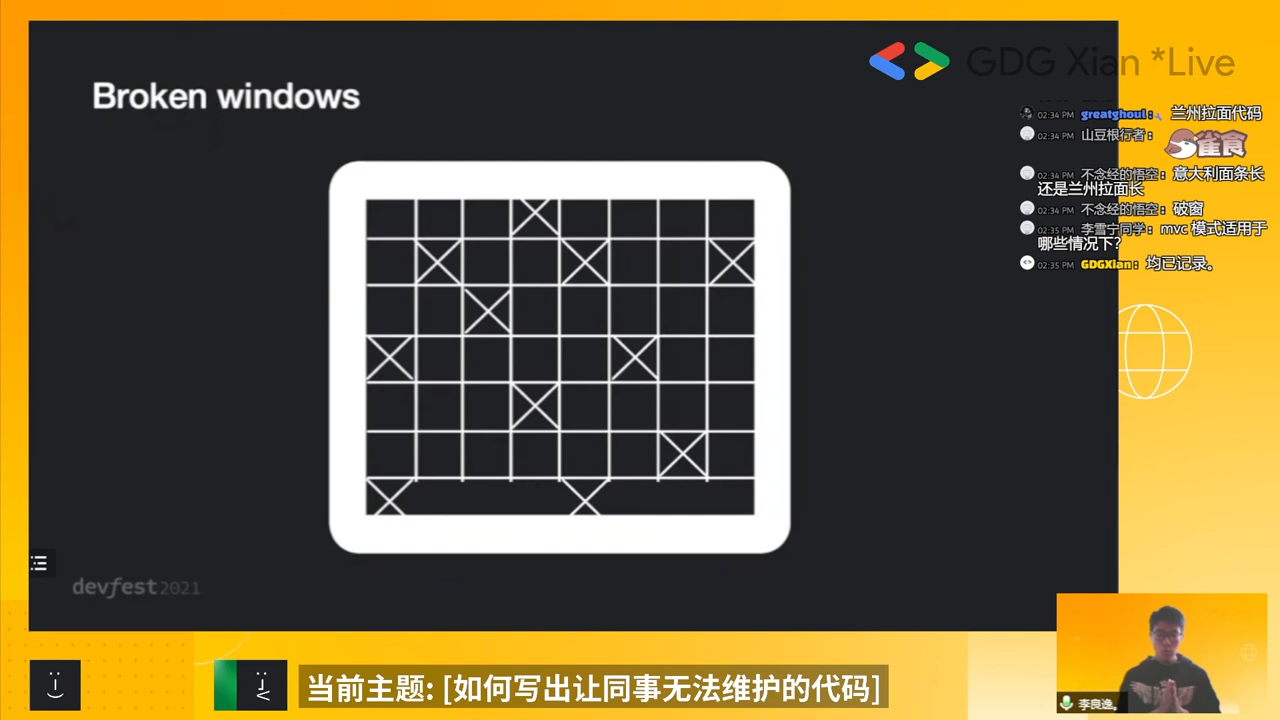 GDG Xian *Live
Broken windows
02:34 PM greatghoul: 兰州拉面代码
02:34 PM 山豆根行者:
雀食
02:34 PM 不念经的悟空: 意大利面条长
还是兰州拉面长
02:34 PM 不念经的悟空: 破窗
02:35 PM 李雪宁同学: mvc 模式适用于
哪些情况下?
02:35 PM GDGXian: 均已记录。
devfest2021
当前主题: [如何写出让同事无法维护的代码]
李良逸